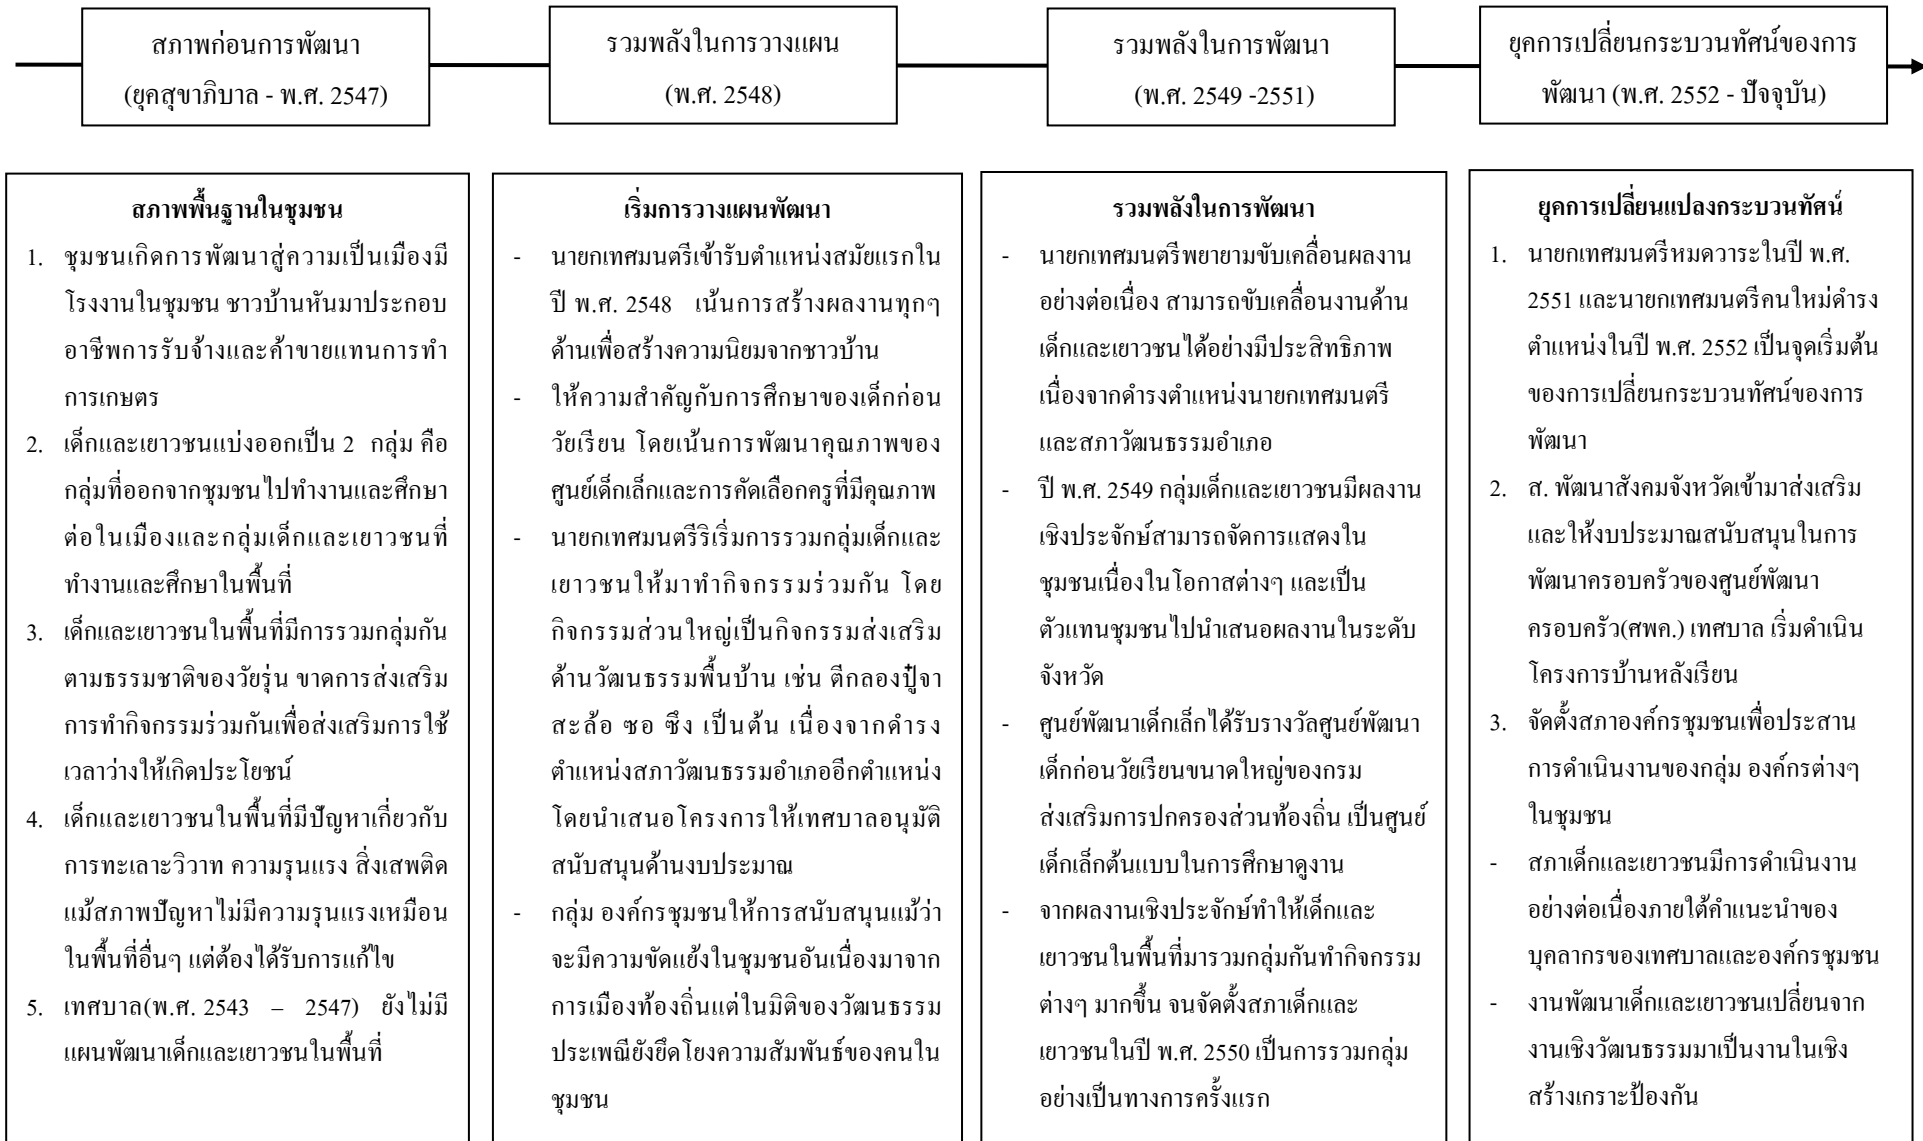 สภาพก่อนการพัฒนา
(ยุคสุขาภิบาล - พ.ศ. 2547)
รวมพลังในการวางแผน
(พ.ศ. 2548)
รวมพลังในการพัฒนา
(พ.ศ. 2549 -2551)
ยุคการเปลี่ยนกระบวนทัศน์ของการ
พัฒนา (พ.ศ. 2552 - ปัจจุบัน)
สภาพพื้นฐานในชุมชน
1. ชุมชนเกิดการพัฒนาสู่ความเป็นเมืองมี
โรงงานในชุมชน ชาวบ้านหันมาประกอบ
อาชีพการรับจ้างและค้าขายแทนการทำ
การเกษตร
2. เด็กและเยาวชนแบ่งออกเป็น 2 กลุ่ม คือ
กลุ่มที่ออกจากชุมชนไปทำงานและศึกษา
ต่อในเมืองและกลุ่มเด็กและเยาวชนที่
ทำงานและศึกษาในพื้นที่
3. เด็กและเยาวชนในพื้นที่มีการรวมกลุ่มกัน
ตามธรรมชาติของวัยรุ่น ขาดการส่งเสริม
การทำกิจกรรมร่วมกันเพื่อส่งเสริมการใช้
เวลาว่างให้เกิดประโยชน์
4. เด็กและเยาวชนในพื้นที่มีปัญหาเกี่ยวกับ
การทะเลาะวิวาท ความรุนแรง สิ่งเสพติด
แม้สภาพปัญหาไม่มีความรุนแรงเหมือน
ในพื้นที่อื่นๆ แต่ต้องได้รับการแก้ไข
5. เทศบาล(พ.ศ. 2543 – 2547) ยังไม่มี
แผนพัฒนาเด็กและเยาวชนในพื้นที่
เริ่มการวางแผนพัฒนา
- นายกเทศมนตรีเข้ารับตำแหน่งสมัยแรกใน
ปี พ.ศ. 2548 เน้นการสร้างผลงานทุกๆ
ด้านเพื่อสร้างความนิยมจากชาวบ้าน
- ให้ความสำคัญกับการศึกษาของเด็กก่อน
วัยเรียน โดยเน้นการพัฒนาคุณภาพของ
ศูนย์เด็กเล็กและการคัดเลือกครูที่มีคุณภาพ
- นายกเทศมนตรีริเริ่มการรวมกลุ่มเด็กและ
เยาวชนให้มาทำกิจกรรมร่วมกัน โดย
กิจกรรมส่วนใหญ่เป็นกิจกรรมส่งเสริม
ด้านวัฒนธรรมพื้นบ้าน เช่น ตีกลองปู๋จา
สะล้อ ซอ ซึง เป็นต้น เนื่องจากดำรง
ตำแหน่งสภาวัฒนธรรมอำเภออีกตำแหน่ง
โดยนำเสนอโครงการให้เทศบาลอนุมัติ
สนับสนุนด้านงบประมาณ
- กลุ่ม องค์กรชุมชนให้การสนับสนุนแม้ว่า
จะมีความขัดแย้งในชุมชนอันเนื่องมาจาก
การเมืองท้องถิ่นแต่ในมิติของวัฒนธรรม
ประเพณียังยึดโยงความสัมพันธ์ของคนใน
ชุมชน
รวมพลังในการพัฒนา
- นายกเทศมนตรีพยายามขับเคลื่อนผลงาน
อย่างต่อเนื่อง สามารถขับเคลื่อนงานด้าน
เด็กและเยาวชนได้อย่างมีประสิทธิภาพ
เนื่องจากดำรงตำแหน่งนายกเทศมนตรี
และสภาวัฒนธรรมอำเภอ
- ปี พ.ศ. 2549 กลุ่มเด็กและเยาวชนมีผลงาน
เชิงประจักษ์สามารถจัดการแสดงใน
ชุมชนเนื่องในโอกาสต่างๆ และเป็น
ตัวแทนชุมชนไปนำเสนอผลงานในระดับ
จังหวัด
- ศูนย์พัฒนาเด็กเล็กได้รับรางวัลศูนย์พัฒนา
เด็กก่อนวัยเรียนขนาดใหญ่ของกรม
ส่งเสริมการปกครองส่วนท้องถิ่น เป็นศูนย์
เด็กเล็กต้นแบบในการศึกษาดูงาน
- จากผลงานเชิงประจักษ์ทำให้เด็กและ
เยาวชนในพื้นที่มารวมกลุ่มกันทำกิจกรรม
ต่างๆ มากขึ้น จนจัดตั้งสภาเด็กและ
เยาวชนในปี พ.ศ. 2550 เป็นการรวมกลุ่ม
อย่างเป็นทางการครั้งแรก
ยุคการเปลี่ยนแปลงกระบวนทัศน์
1. นายกเทศมนตรีหมดวาระในปี พ.ศ.
2551 และนายกเทศมนตรีคนใหม่ดำรง
ตำแหน่งในปี พ.ศ. 2552 เป็นจุดเริ่มต้น
ของการเปลี่ยนกระบวนทัศน์ของการ
พัฒนา
2. ส. พัฒนาสังคมจังหวัดเข้ามาส่งเสริม
และให้งบประมาณสนับสนุนในการ
พัฒนาครอบครัวของศูนย์พัฒนา
ครอบครัว(ศพค.) เทศบาล เริ่มดำเนิน
โครงการบ้านหลังเรียน
3. จัดตั้งสภาองค์กรชุมชนเพื่อประสาน
การดำเนินงานของกลุ่ม องค์กรต่างๆ
ในชุมชน
- สภาเด็กและเยาวชนมีการดำเนินงาน
อย่างต่อเนื่องภายใต้คำแนะนำของ
บุคลากรของเทศบาลและองค์กรชุมชน
- งานพัฒนาเด็กและเยาวชนเปลี่ยนจาก
งานเชิงวัฒนธรรมมาเป็นงานในเชิง
สร้างเกราะป้องกัน